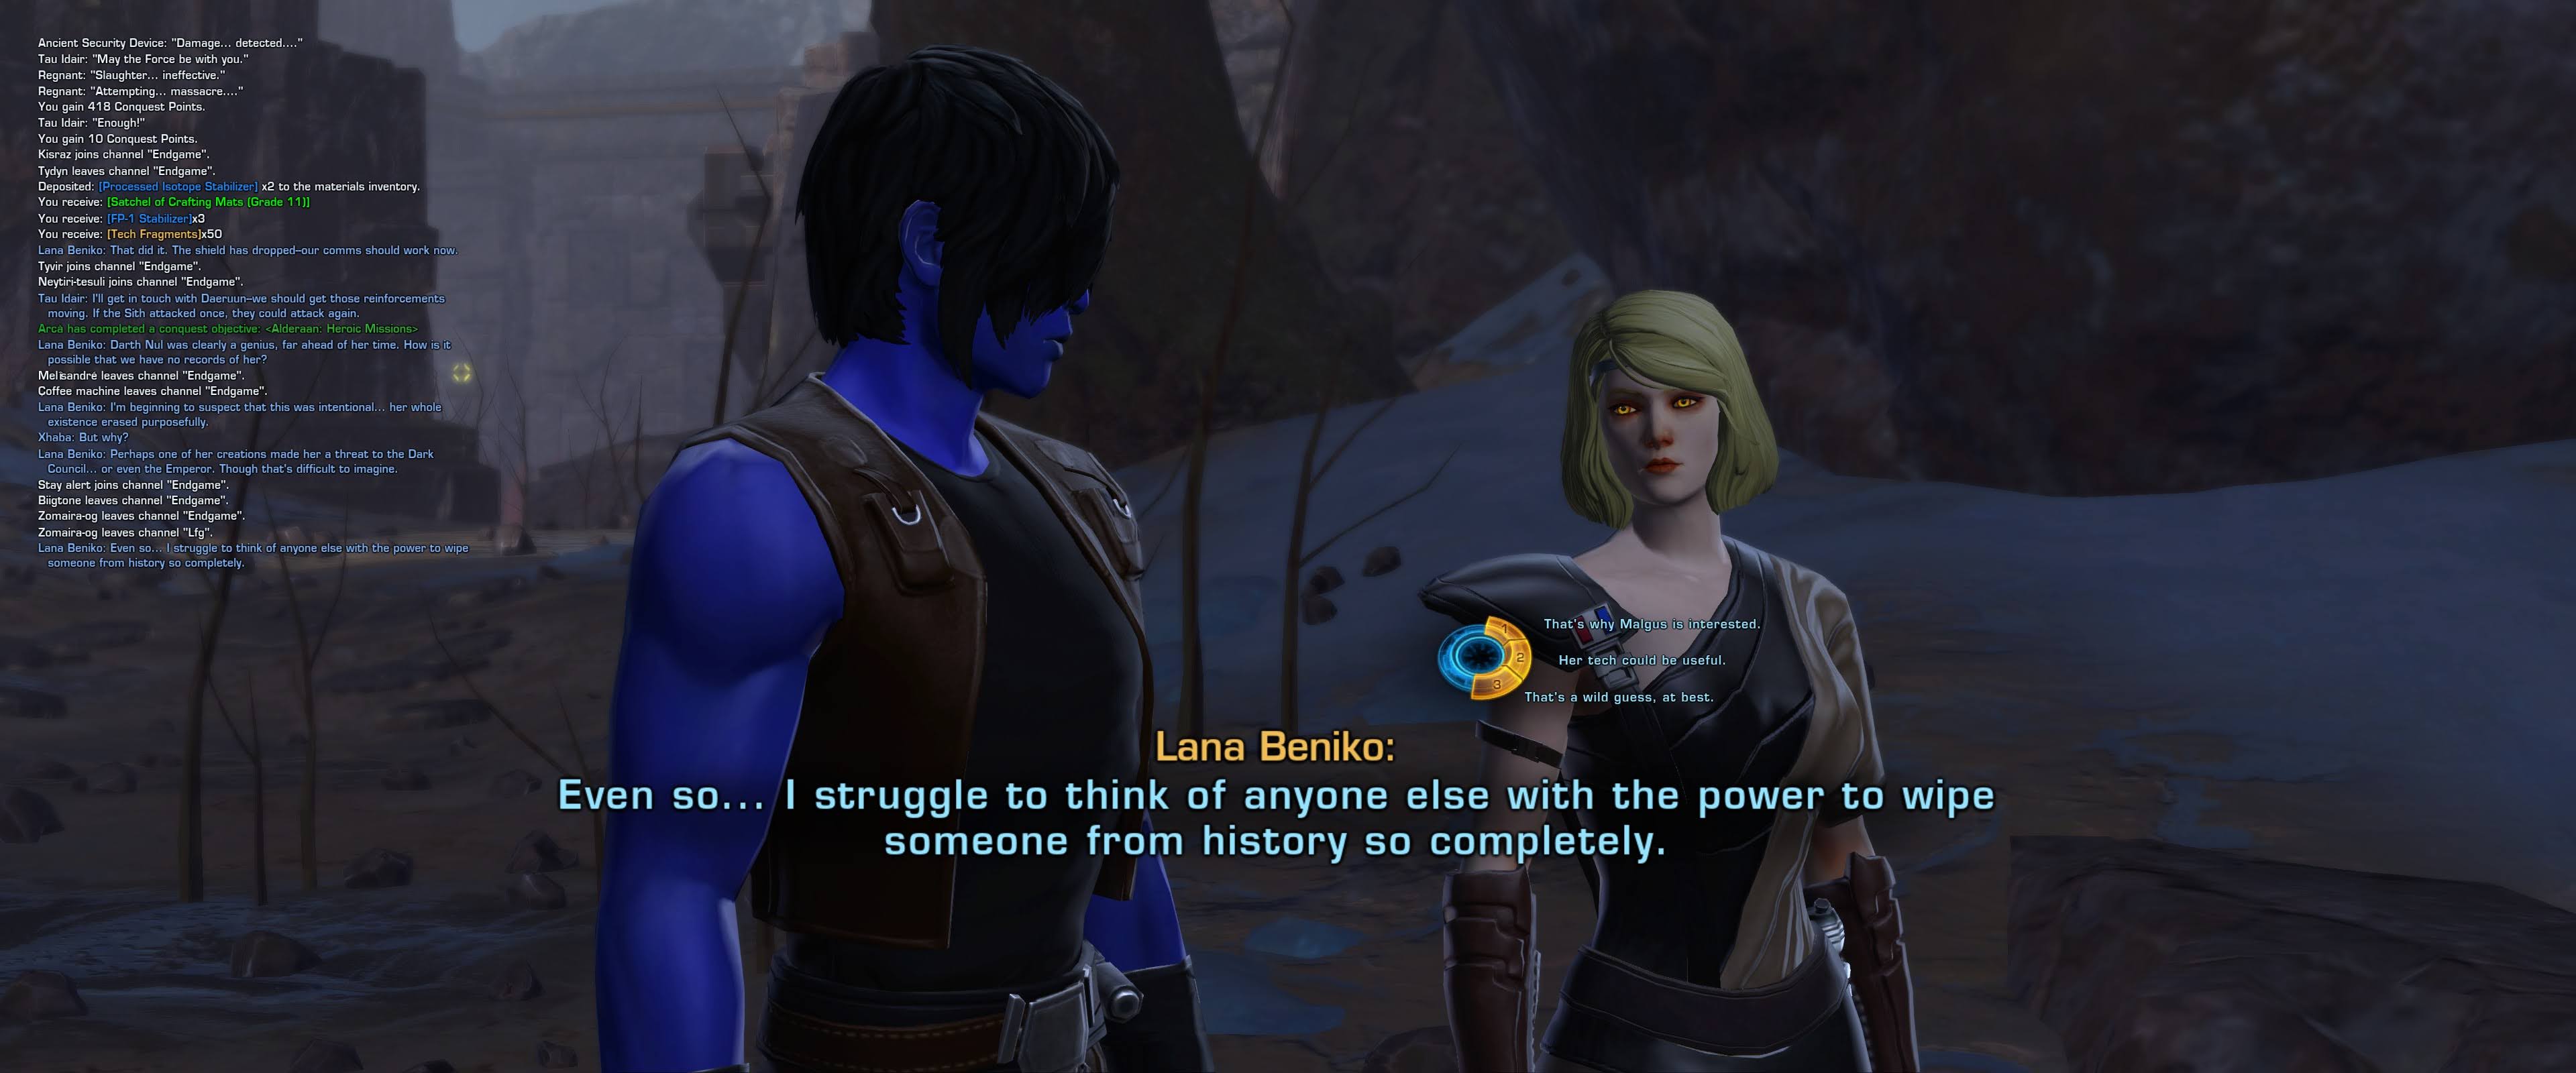 Ancient Security Device: "Damage... detected...."
Tau Idair: "May the Force be with you."
Regnant: "Slaughter... ineffective."
Regnant: "Attempting... massacre...."
You gain 418 Conquest Points.
Tau Idair: "Enough!"
You gain 10 Conquest Points.
Kisraz joins channel "Endgame".
Tydyn leaves channel "Endgame".
Deposited: [Processed Isotope Stabilizer] x2 to the materials inventory.
You receive: [Satchel of Crafting Mats (Grade 11)]
You receive: [FP-1 Stabilizer]x3
You receive: [Tech Fragments]x50
Lana Beniko: That did it. The shield has dropped–our comms should work now.
Tyvir joins channel "Endgame".
Neytiri-tesuli joins channel "Endgame".
Tau Idair: I'll get in touch with Daeruun–we should get those reinforcements
moving. If the Sith attacked once, they could attack again.
Arcá has completed a conquest objective: <Alderaan: Heroic Missions>
Lana Beniko: Darth Nul was clearly a genius, far ahead of her time. How is it
possible that we have no records of her?
Melïsandré leaves channel "Endgame".
Coffee machine leaves channel "Endgame".
Lana Beniko: I'm beginning to suspect that this was intentional... her whole
existence erased purposefully.
Xhaba: But why?
Lana Beniko: Perhaps one of her creations made her a threat to the Dark
Council... or even the Emperor. Though that's difficult to imagine.
Stay alert joins channel "Endgame".
Biigtone leaves channel "Endgame".
Zomaira-og leaves channel "Endgame".
Zomaira-og leaves channel "Lfg".
Lana Beniko: Even so... I struggle to think of anyone else with the power to wipe
someone from history so completely.
1 That's why Malgus is interested.
2 Her tech could be useful.
3 That's a wild guess, at best.
Lana Beniko:
Even so... I struggle to think of anyone else with the power to wipe
someone from history so completely.